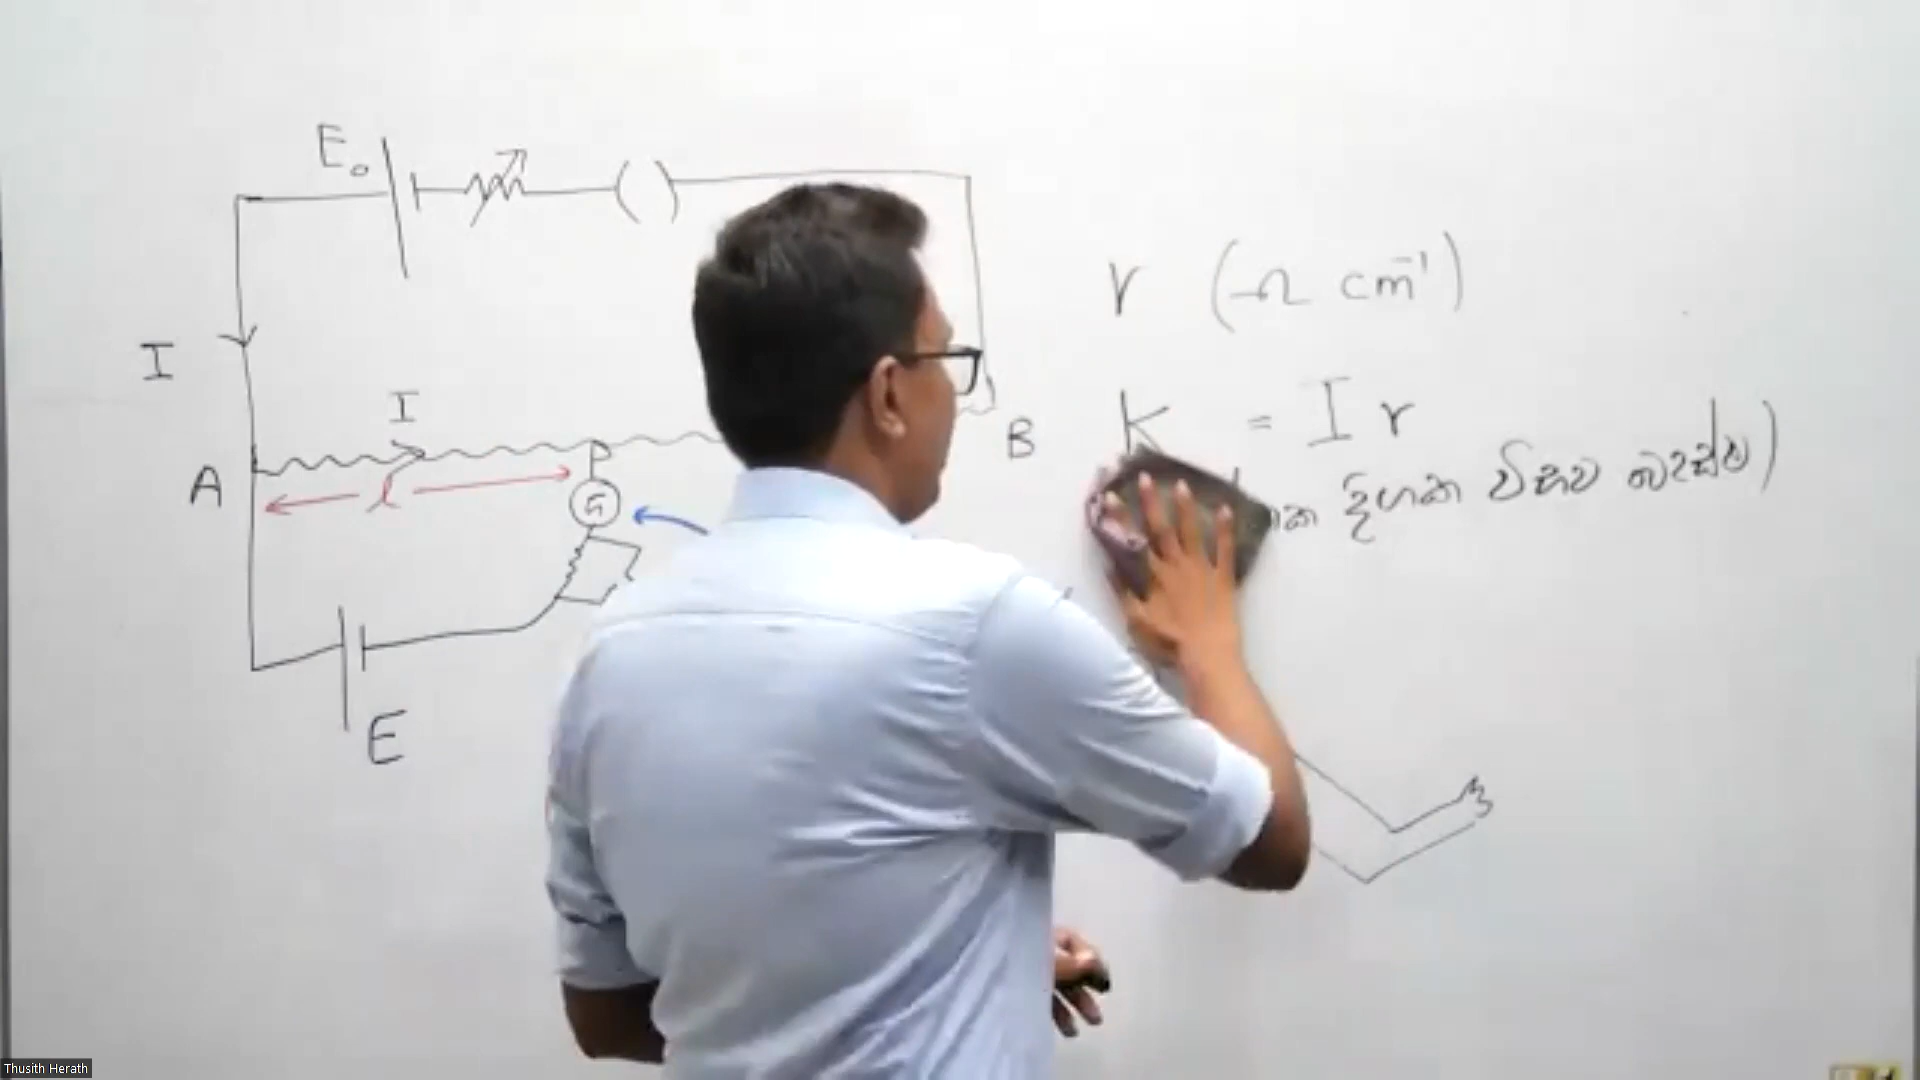 E₀
I
I
A
l
G
B
E
r (Ω cm⁻¹)
k = I r
දිගක විභව බැස්ම)
Thusith Herath